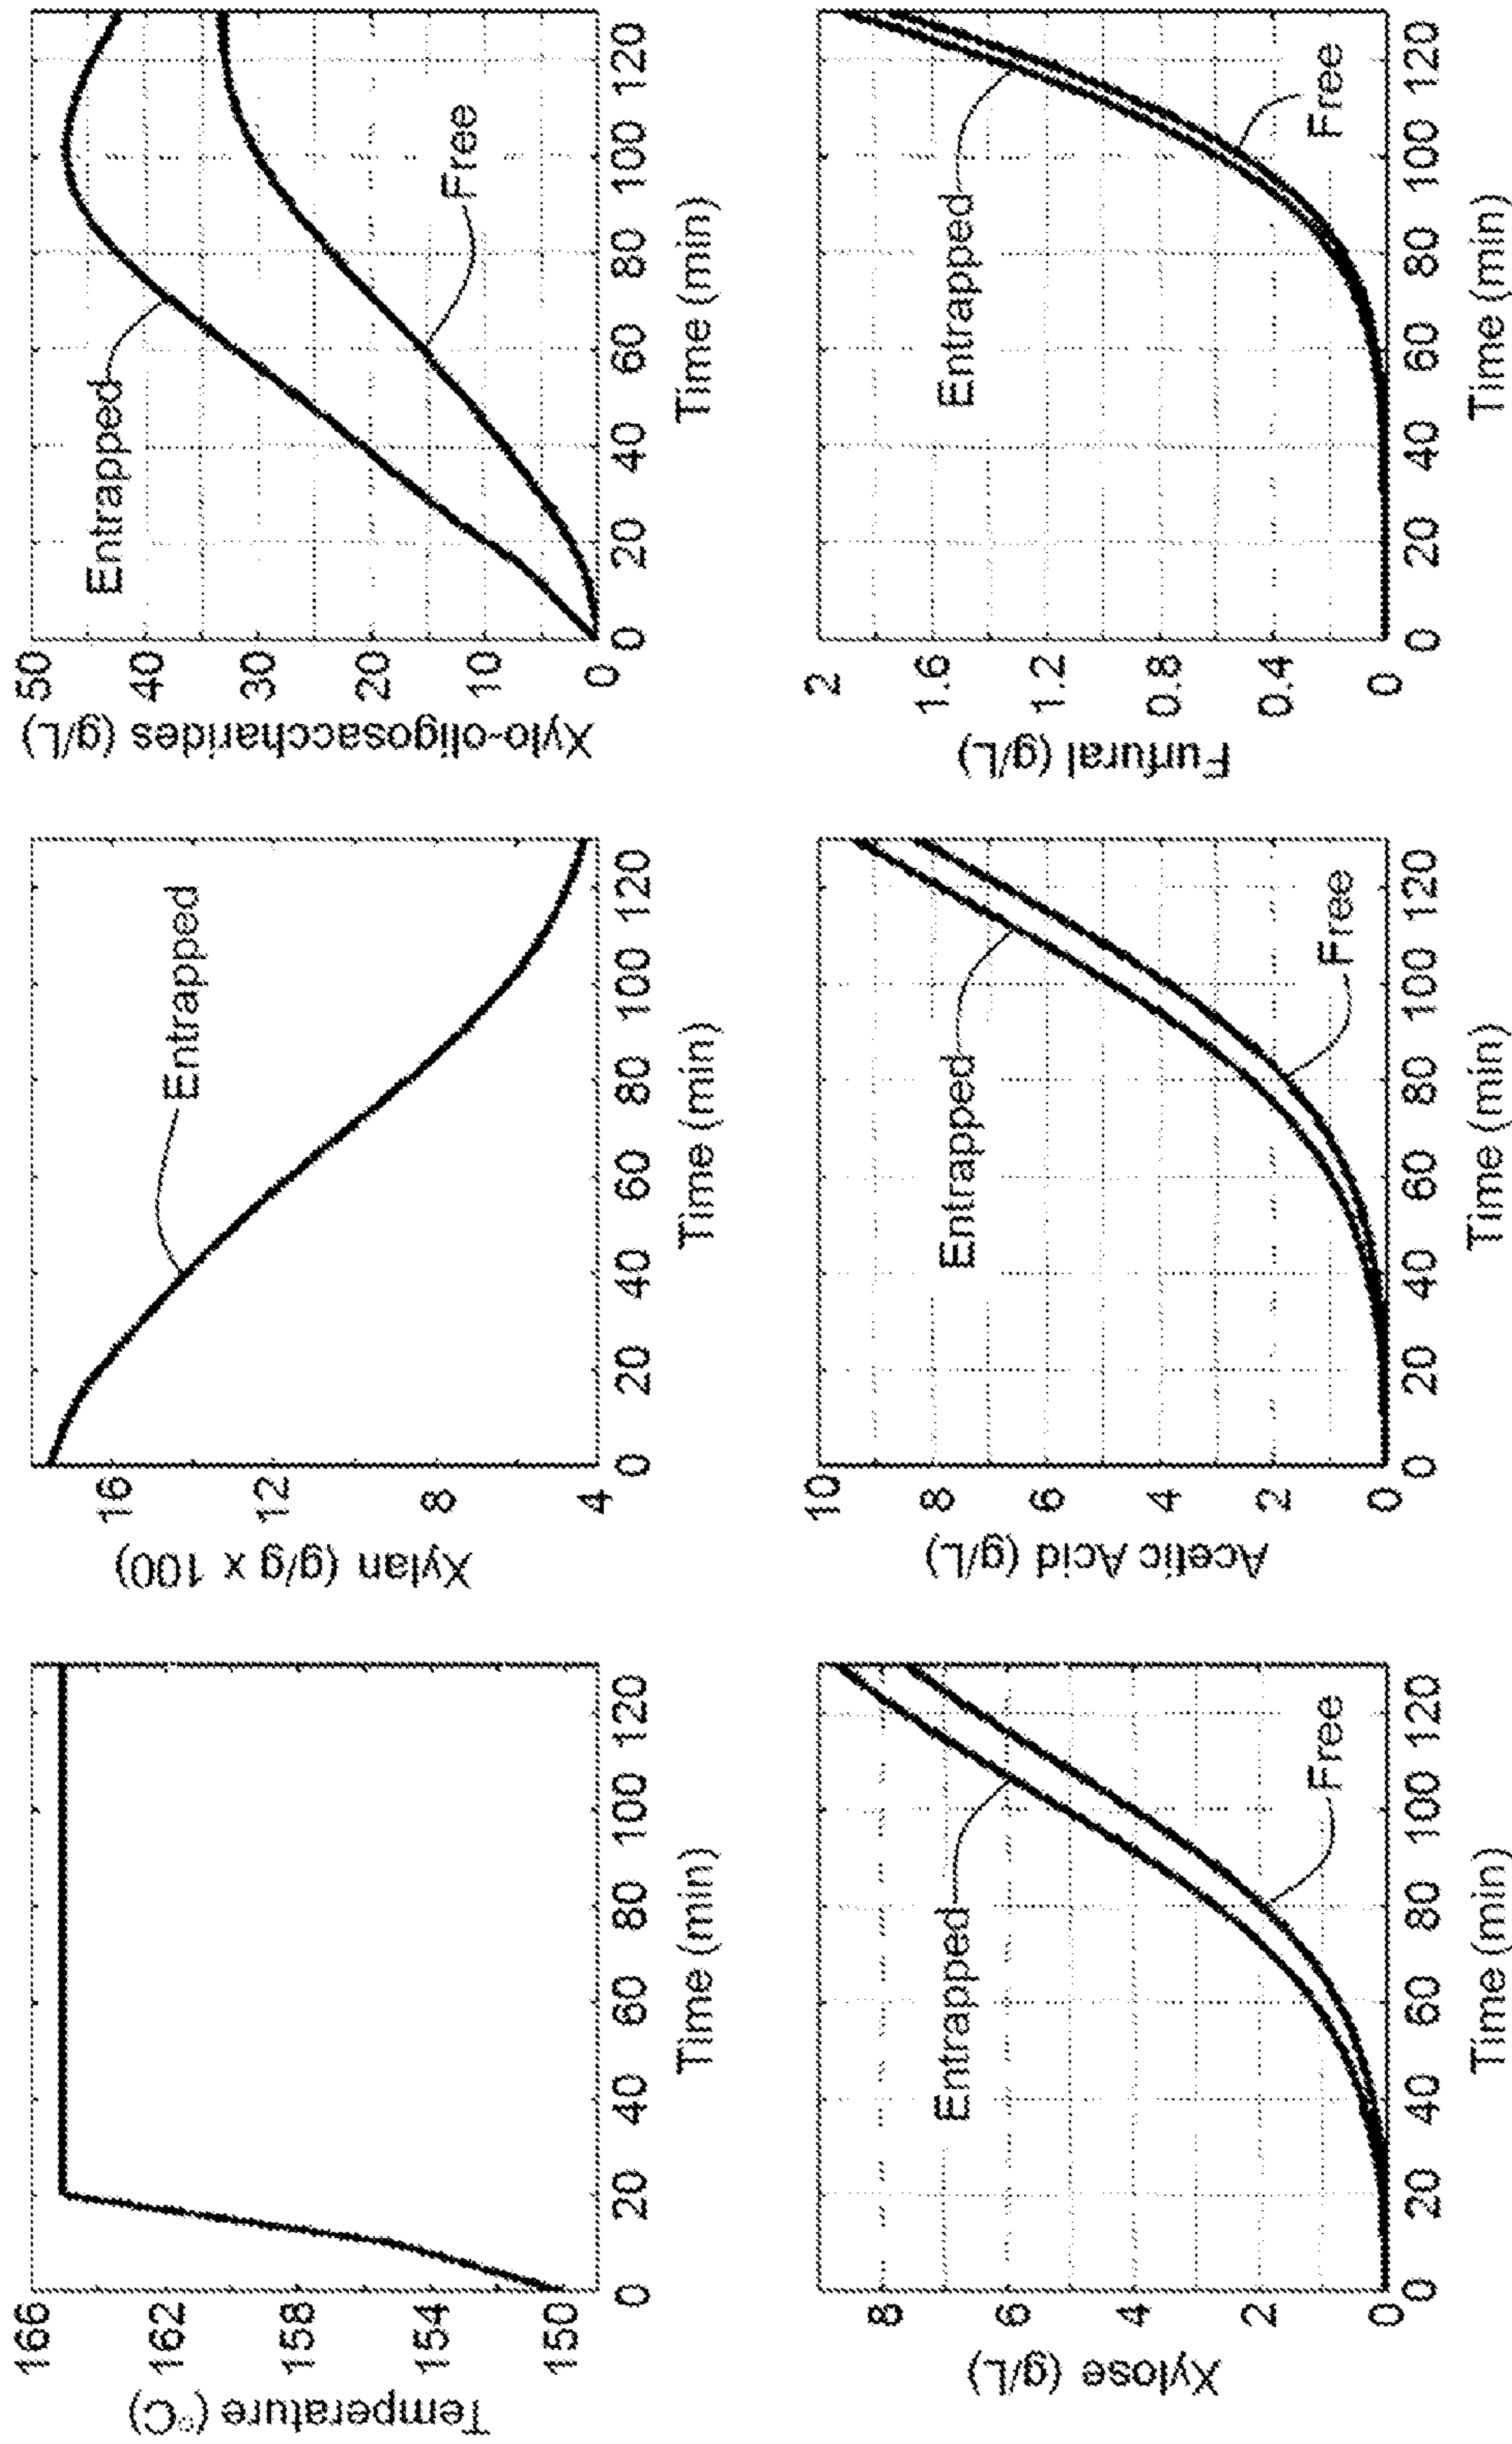 Temperature (°C)
166
162
158
154
150
0 20 40 60 80 100 120
Time (min)
Xylan (g/g x 100)
16
12
8
4
Entrapped
0 20 40 60 80 100 120
Time (min)
Xylo-oligosaccharides (g/L)
50
40
30
20
10
0
Entrapped
Free
0 20 40 60 80 100 120
Time (min)
Xylose (g/L)
8
6
4
2
0
Entrapped
Free
0 20 40 60 80 100 120
Time (min)
Acetic Acid (g/L)
10
8
6
4
2
0
Entrapped
Free
0 20 40 60 80 100 120
Time (min)
Furfural (g/L)
2
1.6
1.2
0.8
0.4
0
Entrapped
Free
0 20 40 60 80 100 120
Time (min)